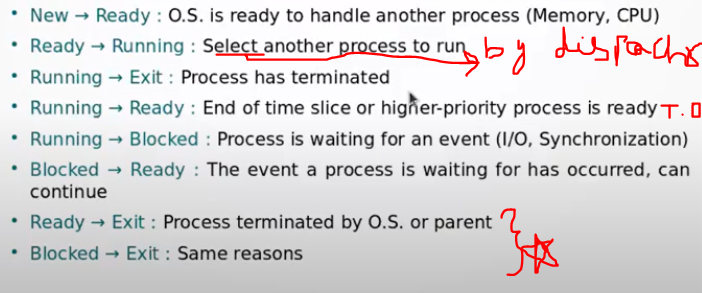 • New → Ready : O.S. is ready to handle another process (Memory, CPU)
• Ready → Running : Select another process to run by
• Running → Exit : Process has terminated
• Running → Ready : End of time slice or higher-priority process is ready T.O
• Running → Blocked : Process is waiting for an event (I/O, Synchronization)
• Blocked → Ready : The event a process is waiting for has occurred, can
continue
• Ready → Exit : Process terminated by O.S. or parent
• Blocked → Exit : Same reasons